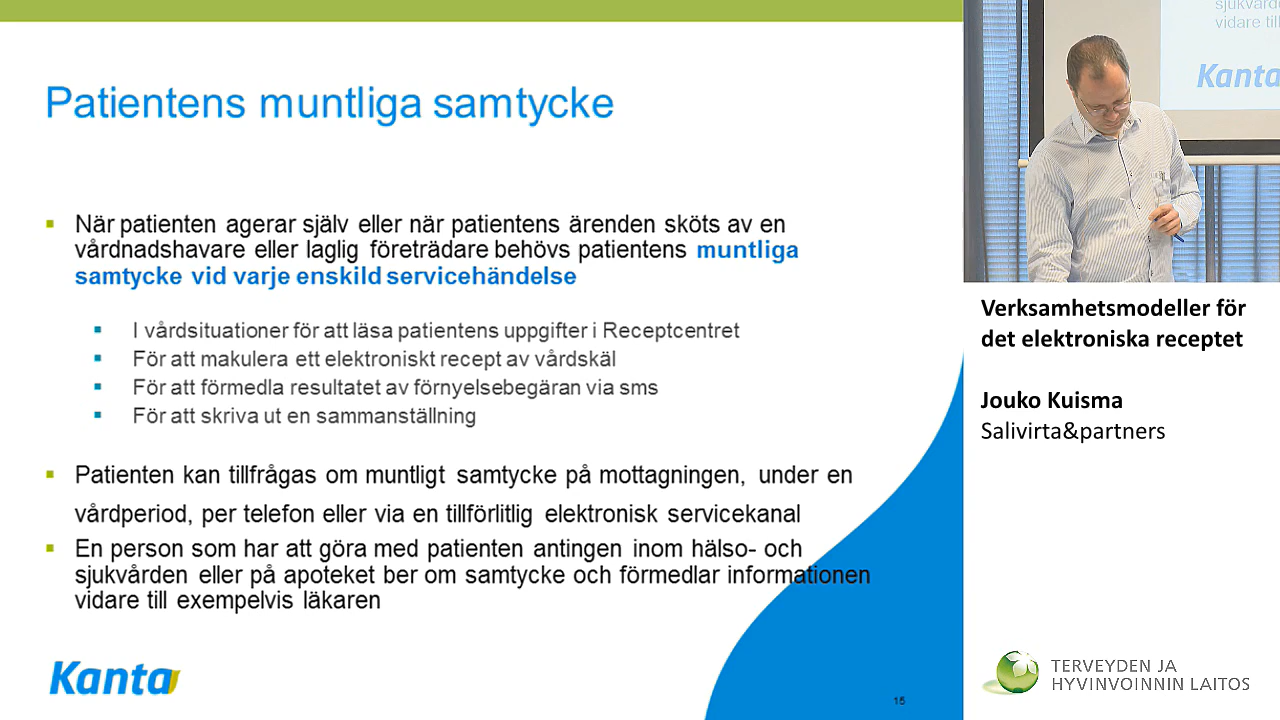 Patientens muntliga samtycke
När patienten agerar själv eller när patientens ärenden sköts av en
vårdnadshavare eller laglig företrädare behövs patientens muntliga
samtycke vid varje enskild servicehändelse
I vårdsituationer för att läsa patientens uppgifter i Receptcentret
För att makulera ett elektroniskt recept av vårdskäl
För att förmedla resultatet av förnyelsebegäran via sms
För att skriva ut en sammanställning
Patienten kan tillfrågas om muntligt samtycke på mottagningen, under en
vårdperiod, per telefon eller via en tillförlitlig elektronisk servicekanal
En person som har att göra med patienten antingen inom hälso- och
sjukvården eller på apoteket ber om samtycke och förmedlar informationen
vidare till exempelvis läkaren
Kanta
15
vidare till
Kanta
Verksamhetsmodeller för
det elektroniska receptet
Jouko Kuisma
Salivirta&partners
TERVEYDEN JA
HYVINVOINNIN LAITOS